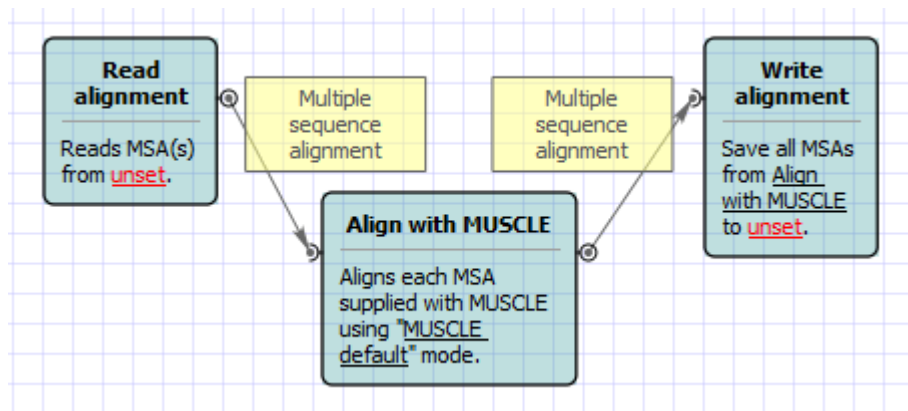 Read
alignment
Reads MSA(s)
from unset.
Multiple
sequence
alignment
Align with MUSCLE
Aligns each MSA
supplied with MUSCLE
using "MUSCLE
default" mode.
Multiple
sequence
alignment
Write
alignment
Save all MSAs
from Align
with MUSCLE
to unset.